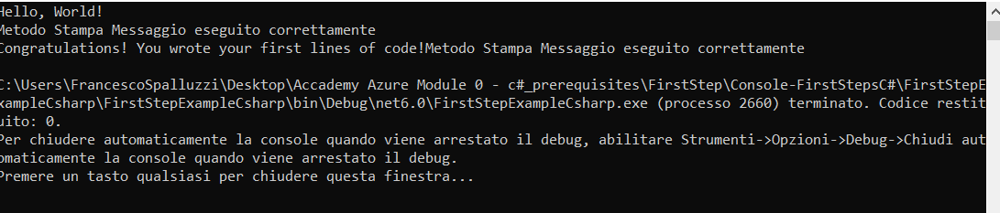 Hello, World!
Metodo Stampa Messaggio eseguito correttamente
Congratulations! You wrote your first lines of code!Metodo Stampa Messaggio eseguito correttamente
C:\Users\FrancescoSpalluzzi\Desktop\Accademy Azure Module 0 - c#_prerequisites\FirstStep\Console-FirstStepsC#\FirstStepE
xampleCsharp\FirstStepExampleCsharp\bin\Debug\net6.0\FirstStepExampleCsharp.exe (processo 2660) terminato. Codice restit
uito: 0.
Per chiudere automaticamente la console quando viene arrestato il debug, abilitare Strumenti->Opzioni->Debug->Chiudi aut
omaticamente la console quando viene arrestato il debug.
Premere un tasto qualsiasi per chiudere questa finestra...